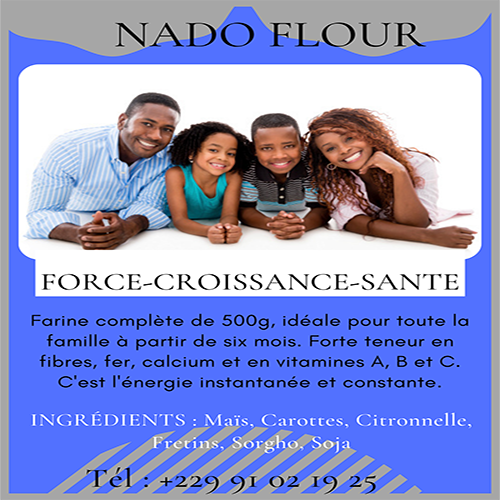 NADO FLOUR
FORCE-CROISSANCE-SANTE
Farine complète de 500g, idéale pour toute la
famille à partir de six mois. Forte teneur en
fibres, fer, calcium et en vitamines A, B et C.
C'est l'énergie instantanée et constante.
INGRÉDIENTS : Maïs, Carottes, Citronnelle,
Fretins, Sorgho, Soja
Tél : +229 91 02 19 25